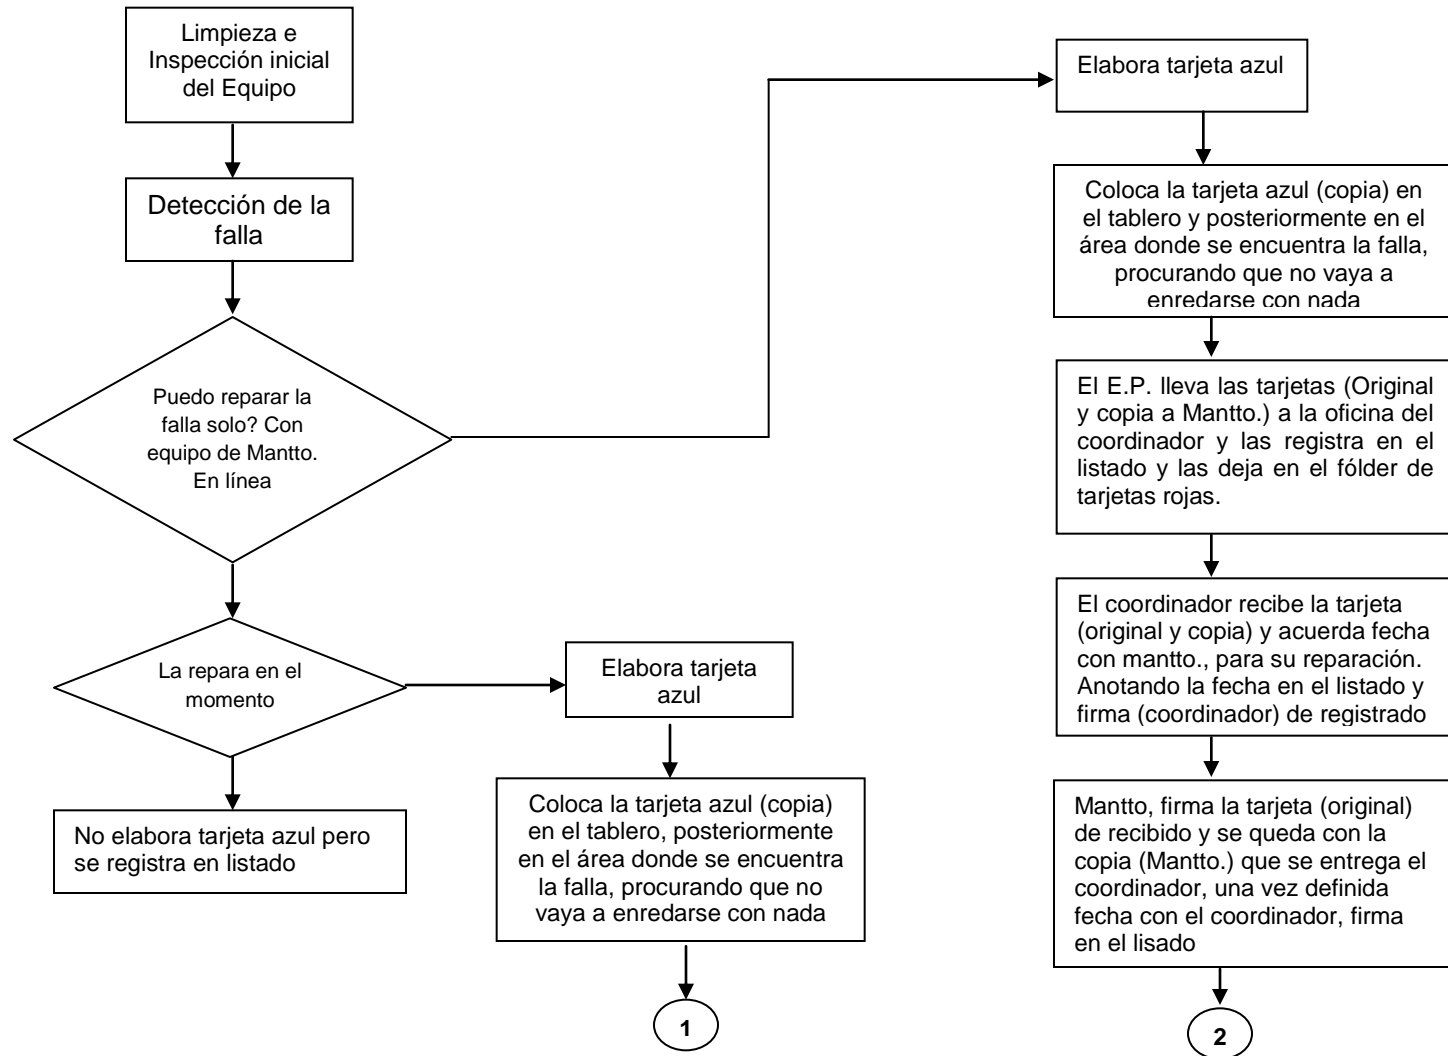 Limpieza e
Inspección inicial
del Equipo
Detección de la
falla
Puedo reparar la
falla solo? Con
equipo de Mantto.
En línea
La repara en el
momento
No elabora tarjeta azul pero
se registra en listado
Elabora tarjeta
azul
Coloca la tarjeta azul (copia)
en el tablero, posteriormente
en el área donde se encuentra
la falla, procurando que no
vaya a enredarse con nada
1
Elabora tarjeta azul
Coloca la tarjeta azul (copia) en
el tablero y posteriormente en el
área donde se encuentra la falla,
procurando que no vaya a
enredarse con nada
El E.P. lleva las tarjetas (Original
y copia a Mantto.) a la oficina del
coordinador y las registra en el
listado y las deja en el fólder de
tarjetas rojas.
El coordinador recibe la tarjeta
(original y copia) y acuerda fecha
con mantto., para su reparación.
Anotando la fecha en el listado y
firma (coordinador) de registrado
Mantto, firma la tarjeta (original)
de recibido y se queda con la
copia (Mantto.) que se entrega el
coordinador, una vez definida
fecha con el coordinador, firma
en el lisado
2